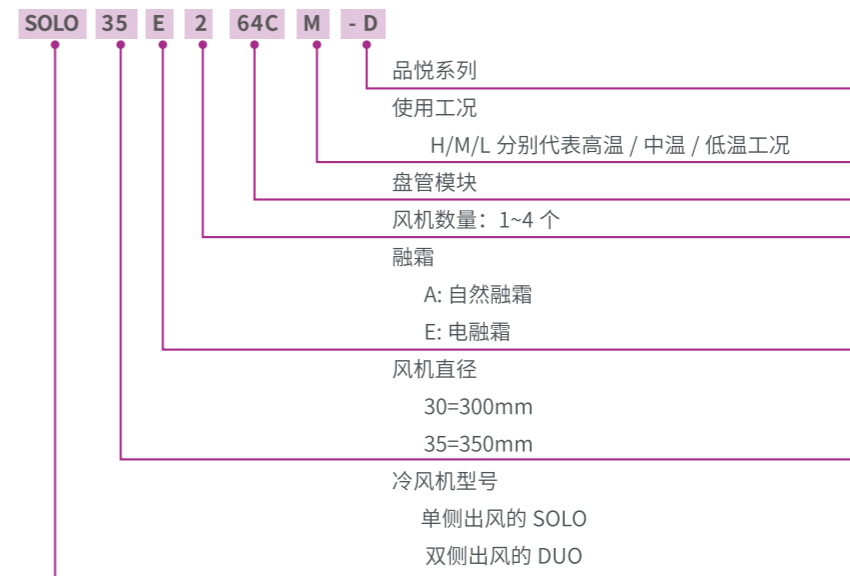 SOLO 35 E 2 64C M - D
品悦系列
使用工况
H/M/L 分别代表高温 / 中温 / 低温工况
盘管模块
风机数量：1~4 个
融霜
A: 自然融霜
E: 电融霜
风机直径
30=300mm
35=350mm
冷风机型号
单侧出风的 SOLO
双侧出风的 DUO